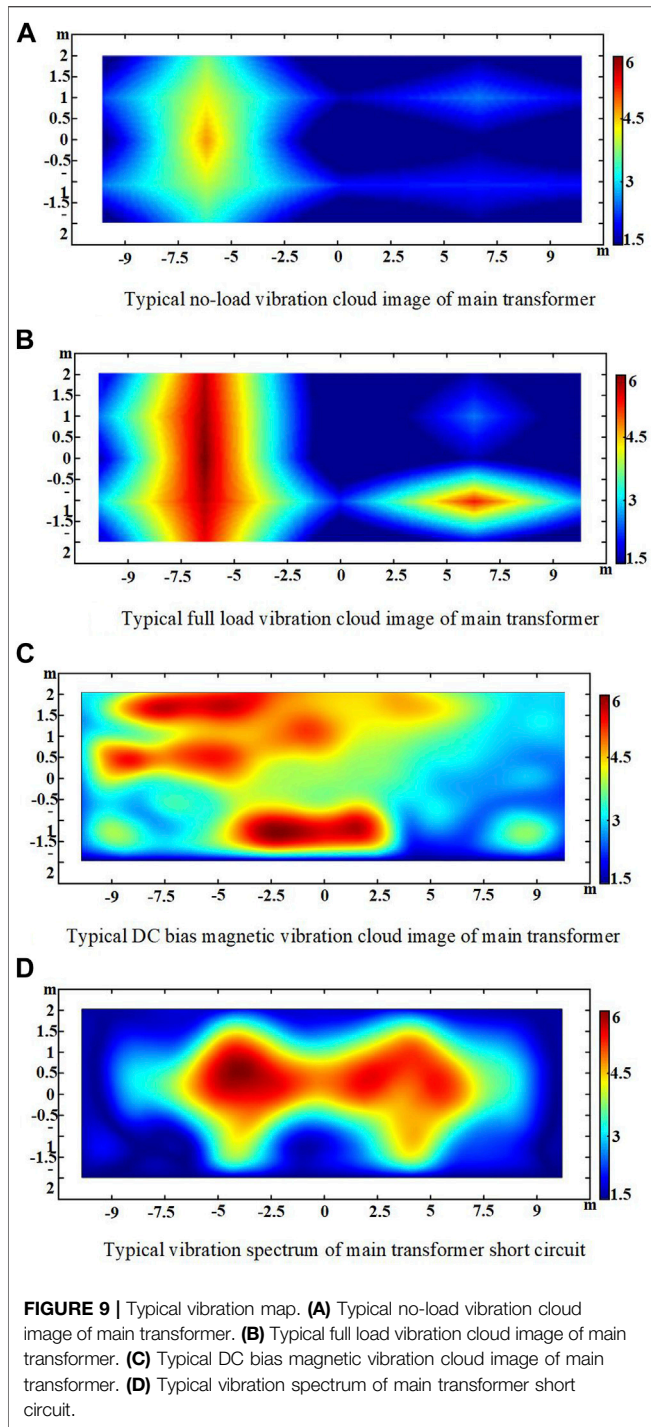 A
m
2
1.5
1
0.5
0
-0.5
–
1
-1.5
–
2
-9 -7.5 -5 -2.5 0 2.5 5 7.5 9
m
6
4.5
3
1.5
Typical no-load vibration cloud image of main transformer
B
m
2
1.5
1
0.5
0
-0.5
–
1
-1.5
–
2
-9 -7.5 -5 -2.5 0 2.5 5 7.5 9
m
6
4.5
3
1.5
Typical full load vibration cloud image of main transformer
C
m
2
1.5
1
0.5
0
-0.5
–
1
-1.5
–
2
-9 -7.5 -5 -2.5 0 2.5 5 7.5 9
m
6
4.5
3
1.5
Typical DC bias magnetic vibration cloud image of main transformer
D
m
2
1.5
1
0.5
0
-0.5
–
1
-1.5
–
2
-9 -7.5 -5 -2.5 0 2.5 5 7.5 9
m
6
4.5
3
1.5
Typical vibration spectrum of main transformer short circuit
FIGURE 9 | Typical vibration map. (A) Typical no-load vibration cloud
image of main transformer. (B) Typical full load vibration cloud image of main
transformer. (C) Typical DC bias magnetic vibration cloud image of main
transformer. (D) Typical vibration spectrum of main transformer short
circuit.